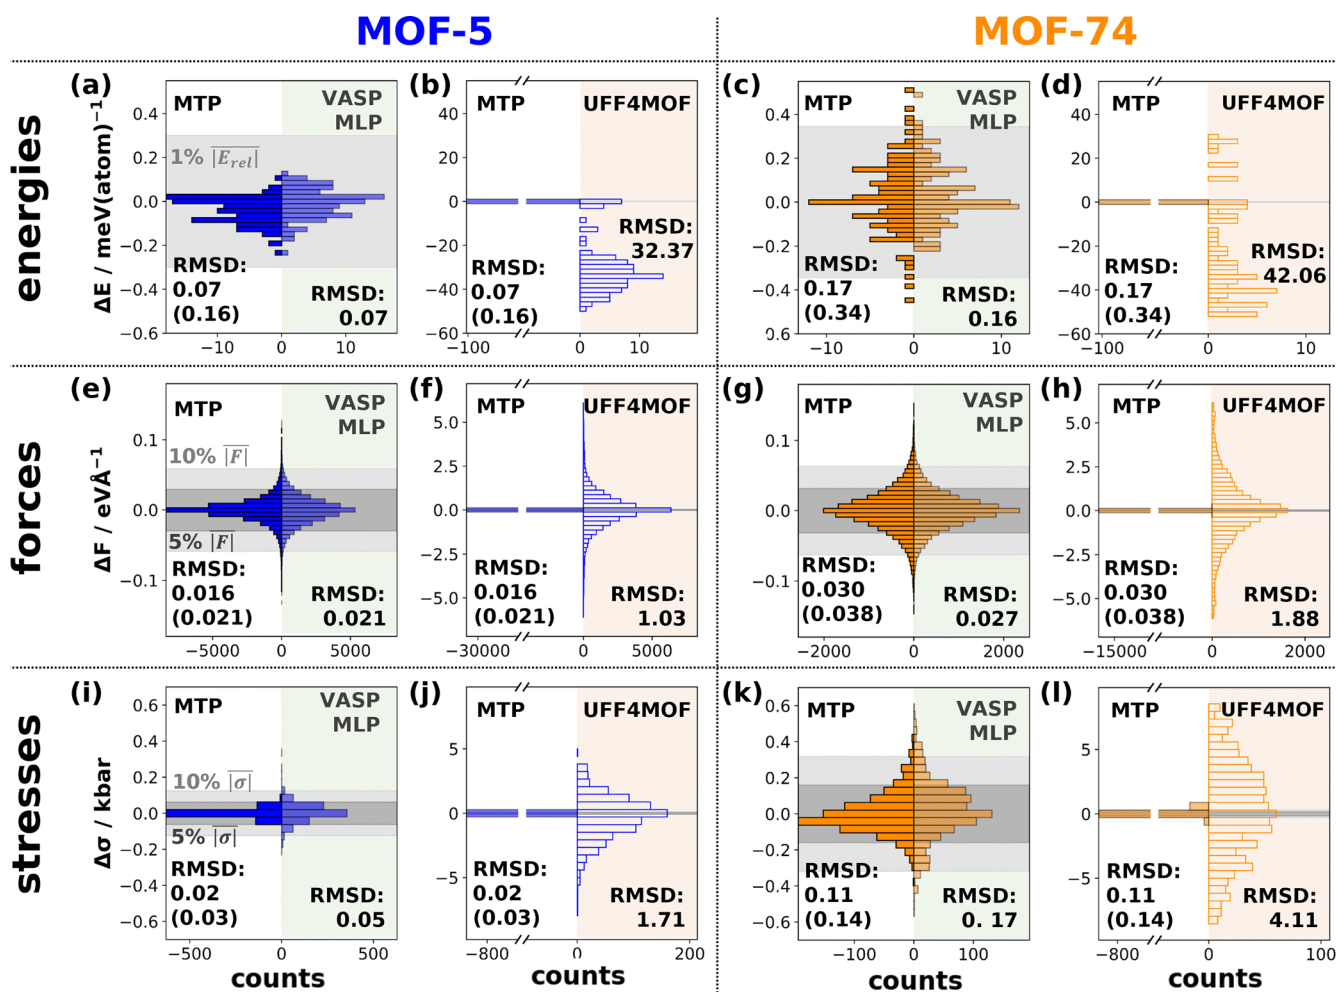 MOF-5
MOF-74
energies
(a)
ΔE / meV(atom)⁻¹
0.4
0.2
0.0
−0.2
−0.4
−0.6
MTP
VASP
MLP
1% |E_rel|
RMSD:
0.07
(0.16)
RMSD:
0.07
−10
0
10
(b)
40
20
0
−20
−40
−60
MTP
UFF4MOF
RMSD:
0.07
(0.16)
RMSD:
32.37
−100
0
10
(c)
0.4
0.2
0.0
−0.2
−0.4
0.6
MTP
VASP
MLP
RMSD:
0.17
(0.34)
RMSD:
0.16
−10
0
10
(d)
40
20
0
−20
−40
−60
MTP
UFF4MOF
RMSD:
0.17
(0.34)
RMSD:
42.06
−100
0
10
forces
(e)
ΔF / eVÅ⁻¹
0.1
0.0
−0.1
MTP
VASP
MLP
10% |F|
5% |F|
RMSD:
0.016
(0.021)
RMSD:
0.021
−5000
0
5000
(f)
5.0
2.5
0.0
−2.5
−5.0
MTP
UFF4MOF
RMSD:
0.016
(0.021)
RMSD:
1.03
−30000
0
5000
(g)
0.1
0.0
−0.1
MTP
VASP
MLP
RMSD:
0.030
(0.038)
RMSD:
0.027
−2000
0
2000
(h)
5.0
2.5
0.0
−2.5
−5.0
MTP
UFF4MOF
RMSD:
0.030
(0.038)
RMSD:
1.88
−15000
0
2000
stresses
(i)
Δσ / kbar
0.6
0.4
0.2
0.0
−0.2
−0.4
−0.6
MTP
VASP
MLP
10% |σ|
5% |σ|
RMSD:
0.02
(0.03)
RMSD:
0.05
−500
0
500
counts
(j)
5
0
−5
MTP
UFF4MOF
RMSD:
0.02
(0.03)
RMSD:
1.71
−800
0
200
counts
(k)
0.6
0.4
0.2
0.0
−0.2
−0.4
−0.6
MTP
VASP
MLP
RMSD:
0.11
(0.14)
RMSD:
0. 17
−100
0
100
counts
(l)
5
0
−5
MTP
UFF4MOF
RMSD:
0.11
(0.14)
RMSD:
4.11
−800
0
100
counts